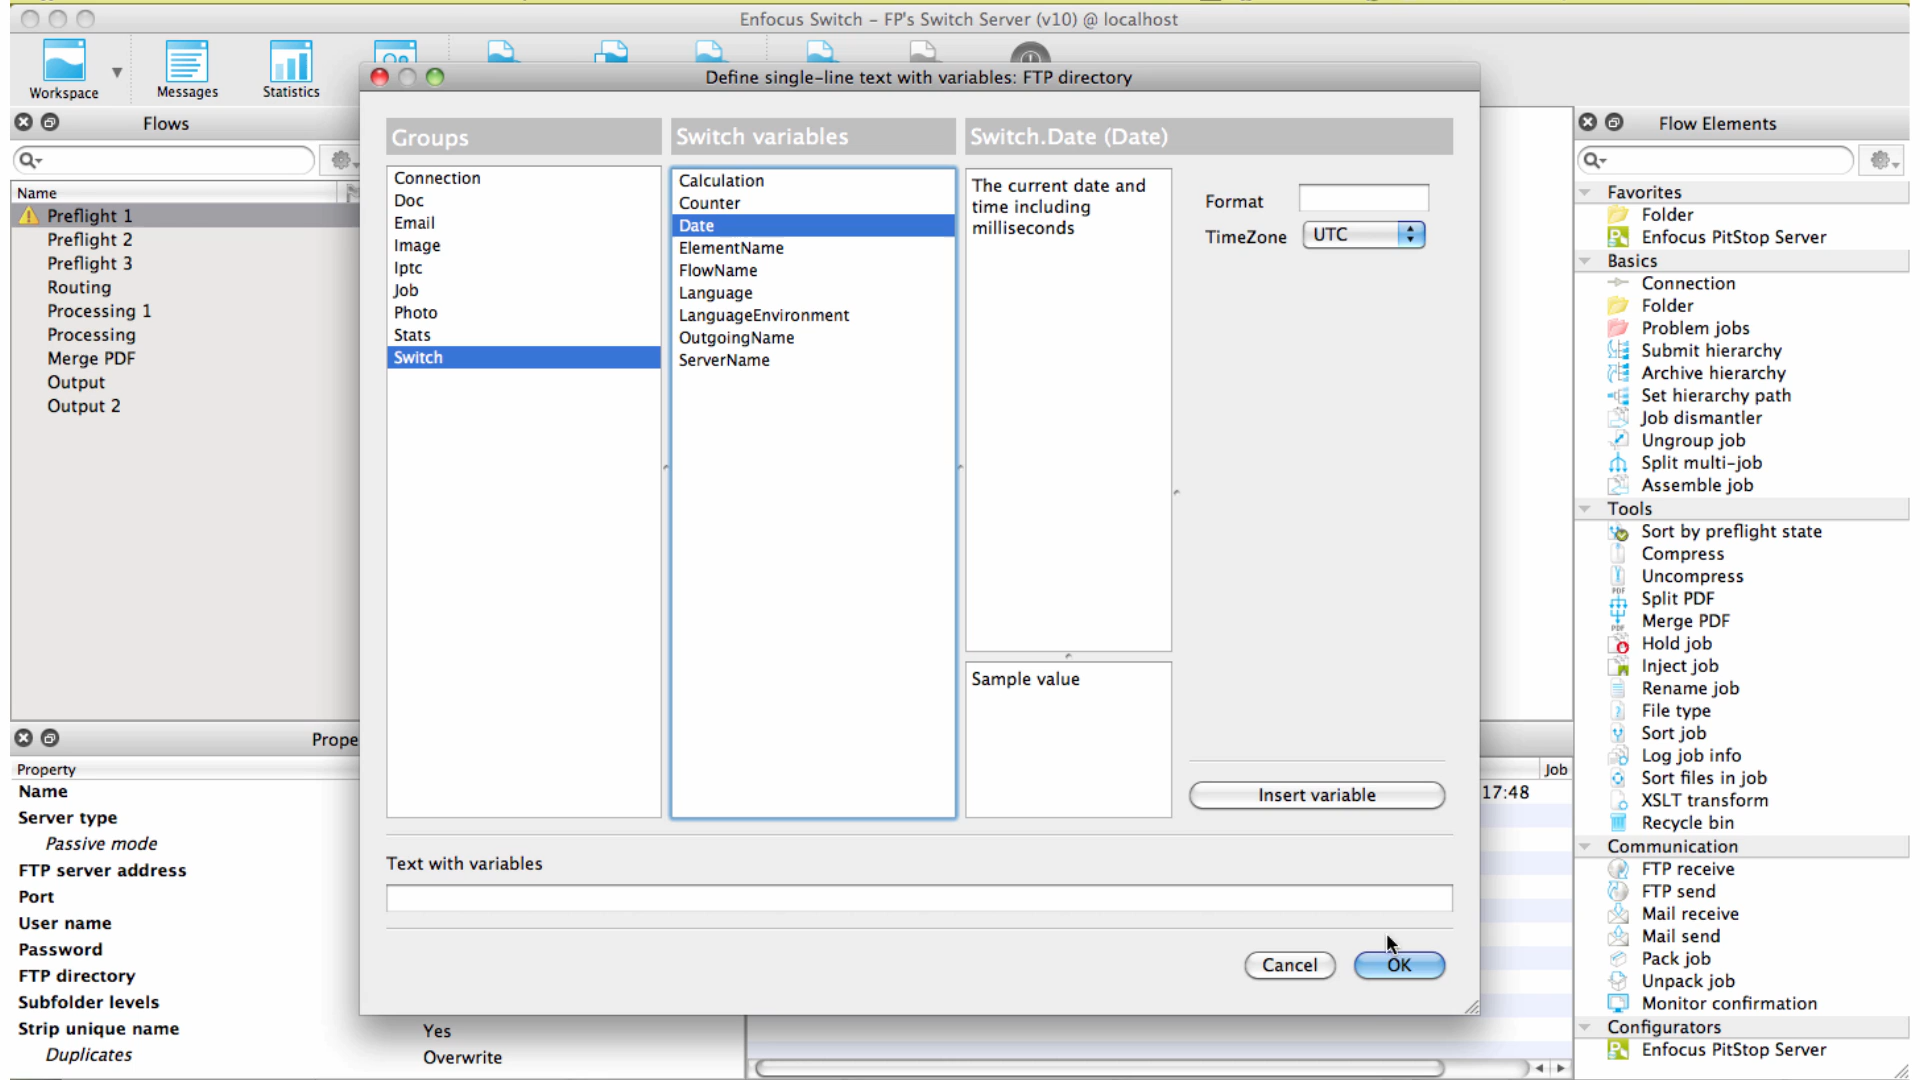 Enfocus Switch – FP's Switch Server (v10) @ localhost
Workspace
Messages
Statistics
Define single-line text with variables: FTP directory
Flows
Name
Preflight 1
Preflight 2
Preflight 3
Routing
Processing 1
Processing
Merge PDF
Output
Output 2
Groups
Connection
Doc
Email
Image
Iptc
Job
Photo
Stats
Switch
Switch variables
Calculation
Counter
Date
ElementName
FlowName
Language
LanguageEnvironment
OutgoingName
ServerName
Switch.Date (Date)
The current date and
time including
milliseconds
Sample value
Format
TimeZone UTC
Insert variable
Text with variables
Cancel
OK
Prope
Property
Name
Server type
Passive mode
FTP server address
Port
User name
Password
FTP directory
Subfolder levels
Strip unique name Yes
Duplicates Overwrite
Job
17:48
Flow Elements
Favorites
Folder
Enfocus PitStop Server
Basics
Connection
Folder
Problem jobs
Submit hierarchy
Archive hierarchy
Set hierarchy path
Job dismantler
Ungroup job
Split multi-job
Assemble job
Tools
Sort by preflight state
Compress
Uncompress
Split PDF
Merge PDF
Hold job
Inject job
Rename job
File type
Sort job
Log job info
Sort files in job
XSLT transform
Recycle bin
Communication
FTP receive
FTP send
Mail receive
Mail send
Pack job
Unpack job
Monitor confirmation
Configurators
Enfocus PitStop Server